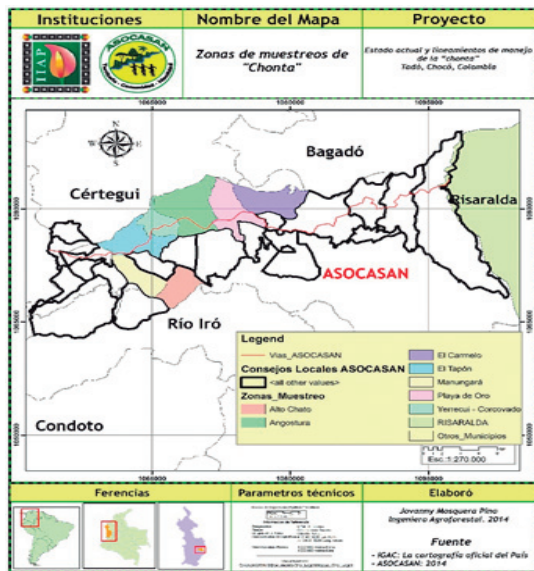 Instituciones
Nombre del Mapa
Proyecto
IIAP
ASOCASAN
Zonas de muestreos de
"Chonta"
Estado actual y lineamientos de manejo
de la "chonta"
Tadó, Chocó, Colombia
Bagadó
Cértegui
Risaralda
ASOCASAN
Río Iró
Condoto
Legend
Vias_ASOCASAN
Consejos Locales ASOCASAN
<all other values>
Zonas_Muestreo
Alto Chato
Angostura
El Carmelo
El Tapón
Manungará
Playa de Oro
Yerrecui - Corcovado
RISARALDA
Otros_Municipios
Esc:1:270.000
Ferencias
Parametros técnicos
Elaboró
Jovanny Mosquera Pino
Ingeniero Agroforestal. 2014
Fuente
- IGAC: La cartografía oficial del País
- ASOCASAN: 2014